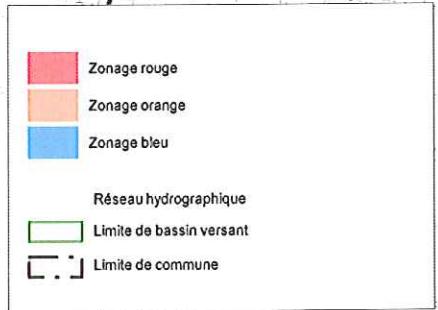 Zonage rouge
Zonage orange
Zonage bleu
Réseau hydrographique
Limite de bassin versant
Limite de commune